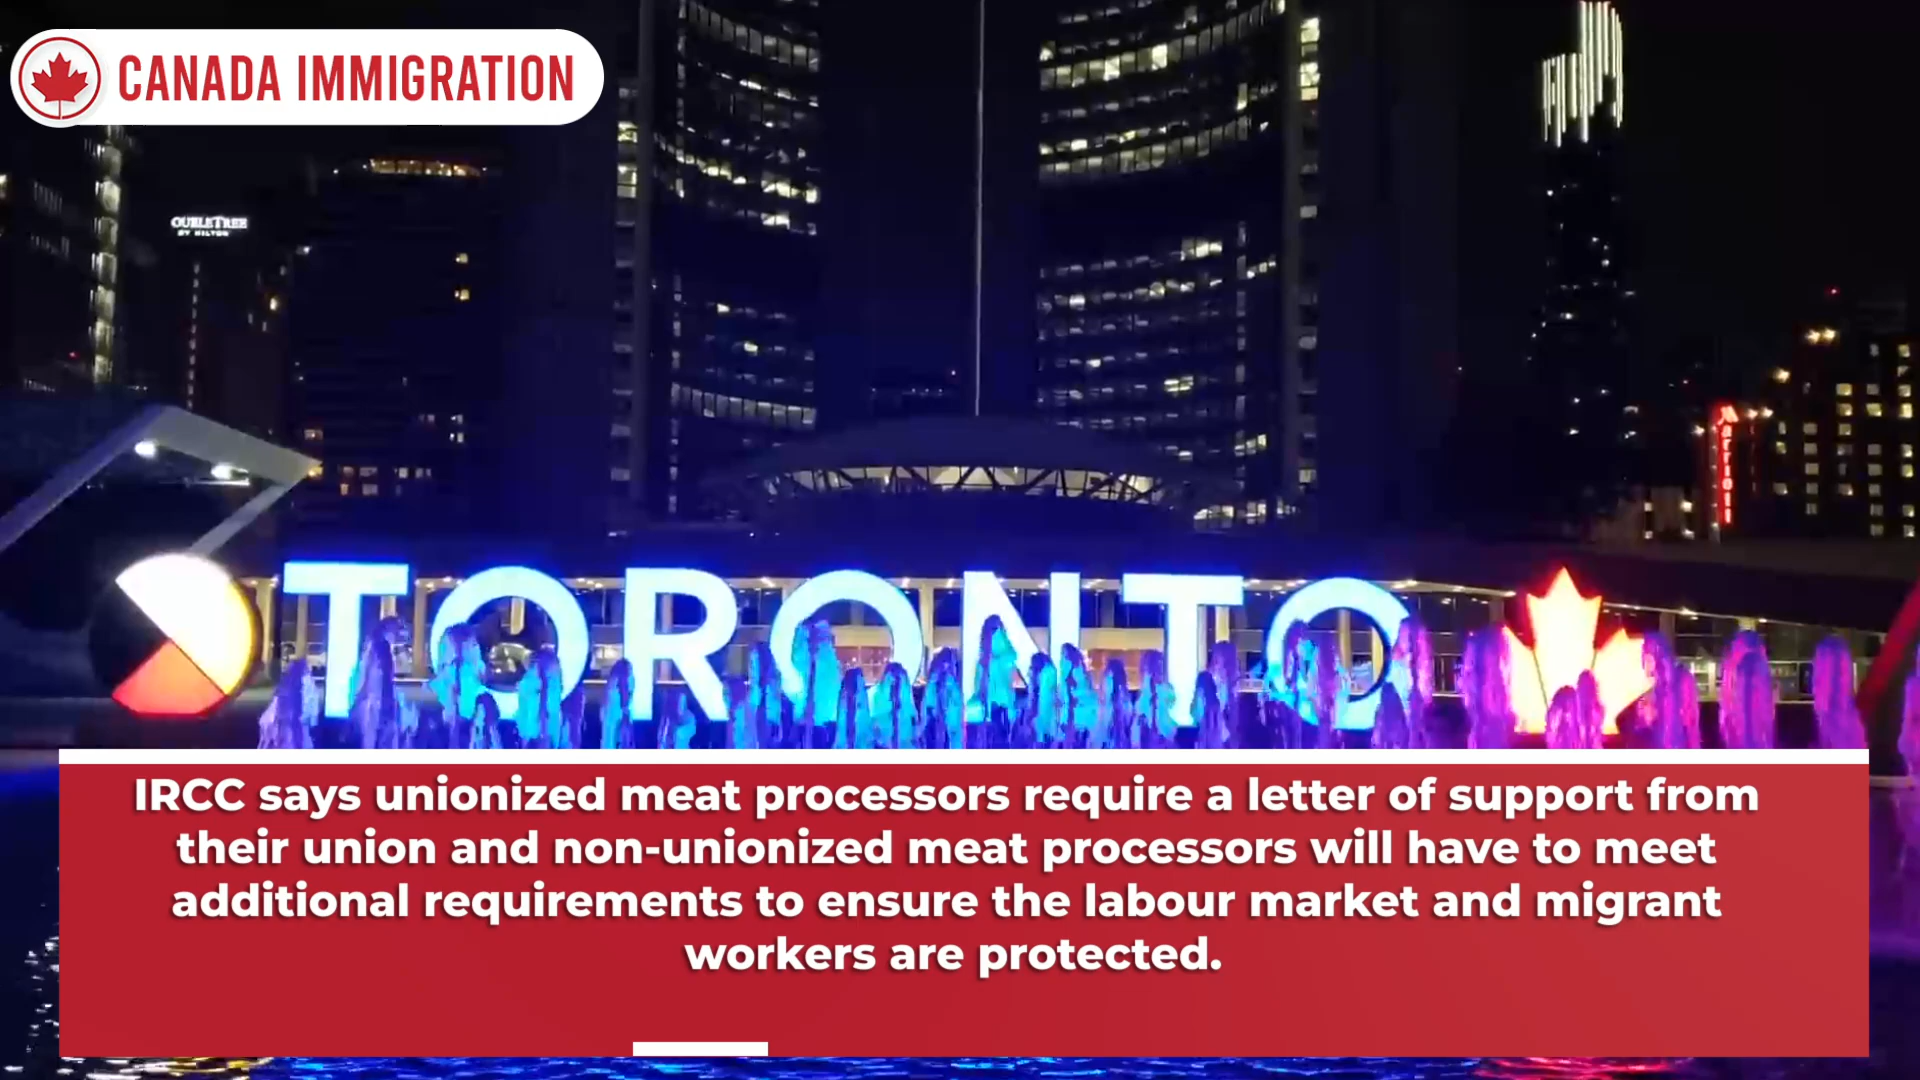 CANADA IMMIGRATION
OUBLETREE
BY HILTON
Marriott
TORONTO
IRCC says unionized meat processors require a letter of support from
their union and non-unionized meat processors will have to meet
additional requirements to ensure the labour market and migrant
workers are protected.